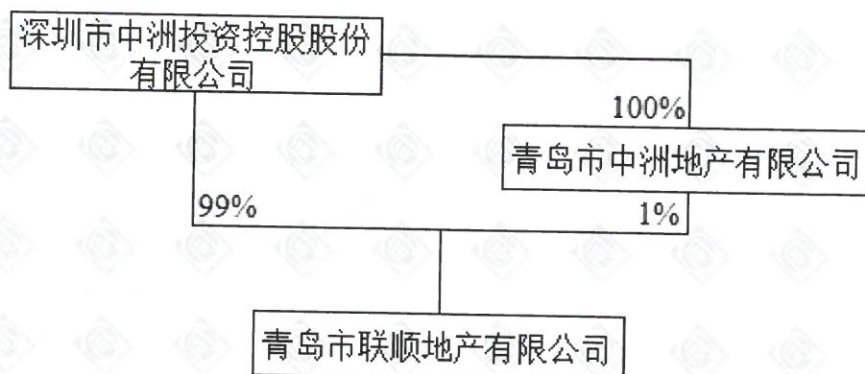 深圳市中洲投资控股股份
有限公司
100%
青岛市中洲地产有限公司
99%
1%
青岛市联顺地产有限公司